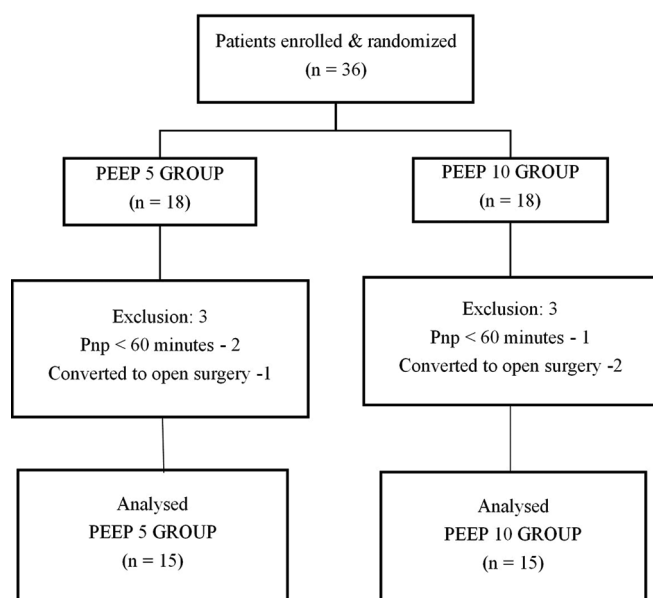 Patients enrolled & randomized
(n = 36)
PEEP 5 GROUP
(n = 18)
PEEP 10 GROUP
(n = 18)
Exclusion: 3
Pnp < 60 minutes - 2
Converted to open surgery -1
Exclusion: 3
Pnp < 60 minutes - 1
Converted to open surgery -2
Analysed
PEEP 5 GROUP
(n = 15)
Analysed
PEEP 10 GROUP
(n = 15)